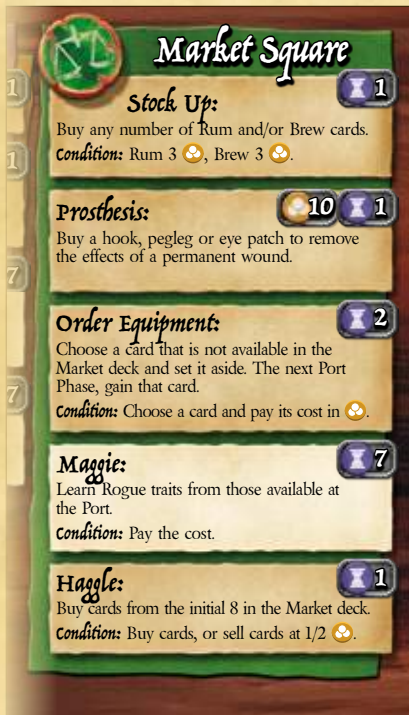 Market Square
1
Stock Up:
1
Buy any number of Rum and/or Brew cards.
Condition: Rum 3 , Brew 3 .
1
Prosthesis:
10 1
Buy a hook, pegleg or eye patch to remove
the effects of a permanent wound.
7
Order Equipment:
2
Choose a card that is not available in the
Market deck and set it aside. The next Port
Phase, gain that card.
Condition: Choose a card and pay its cost in .
7
Maggie:
7
Learn Rogue traits from those available at
the Port.
Condition: Pay the cost.
Haggle:
1
Buy cards from the initial 8 in the Market deck.
Condition: Buy cards, or sell cards at 1/2 .